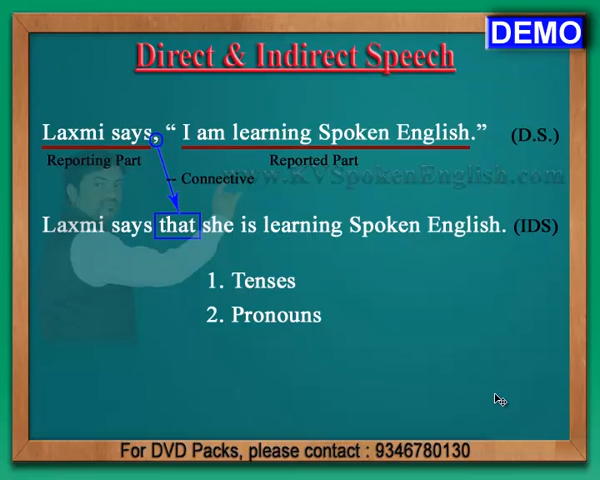 DEMO
Direct & Indirect Speech
Laxmi says, “ I am learning Spoken English.” (D.S.)
Reporting Part Reported Part
Connective www.KVSpokenEnglish.com
Laxmi says that she is learning Spoken English. (IDS)
1. Tenses
2. Pronouns
For DVD Packs, please contact : 9346780130